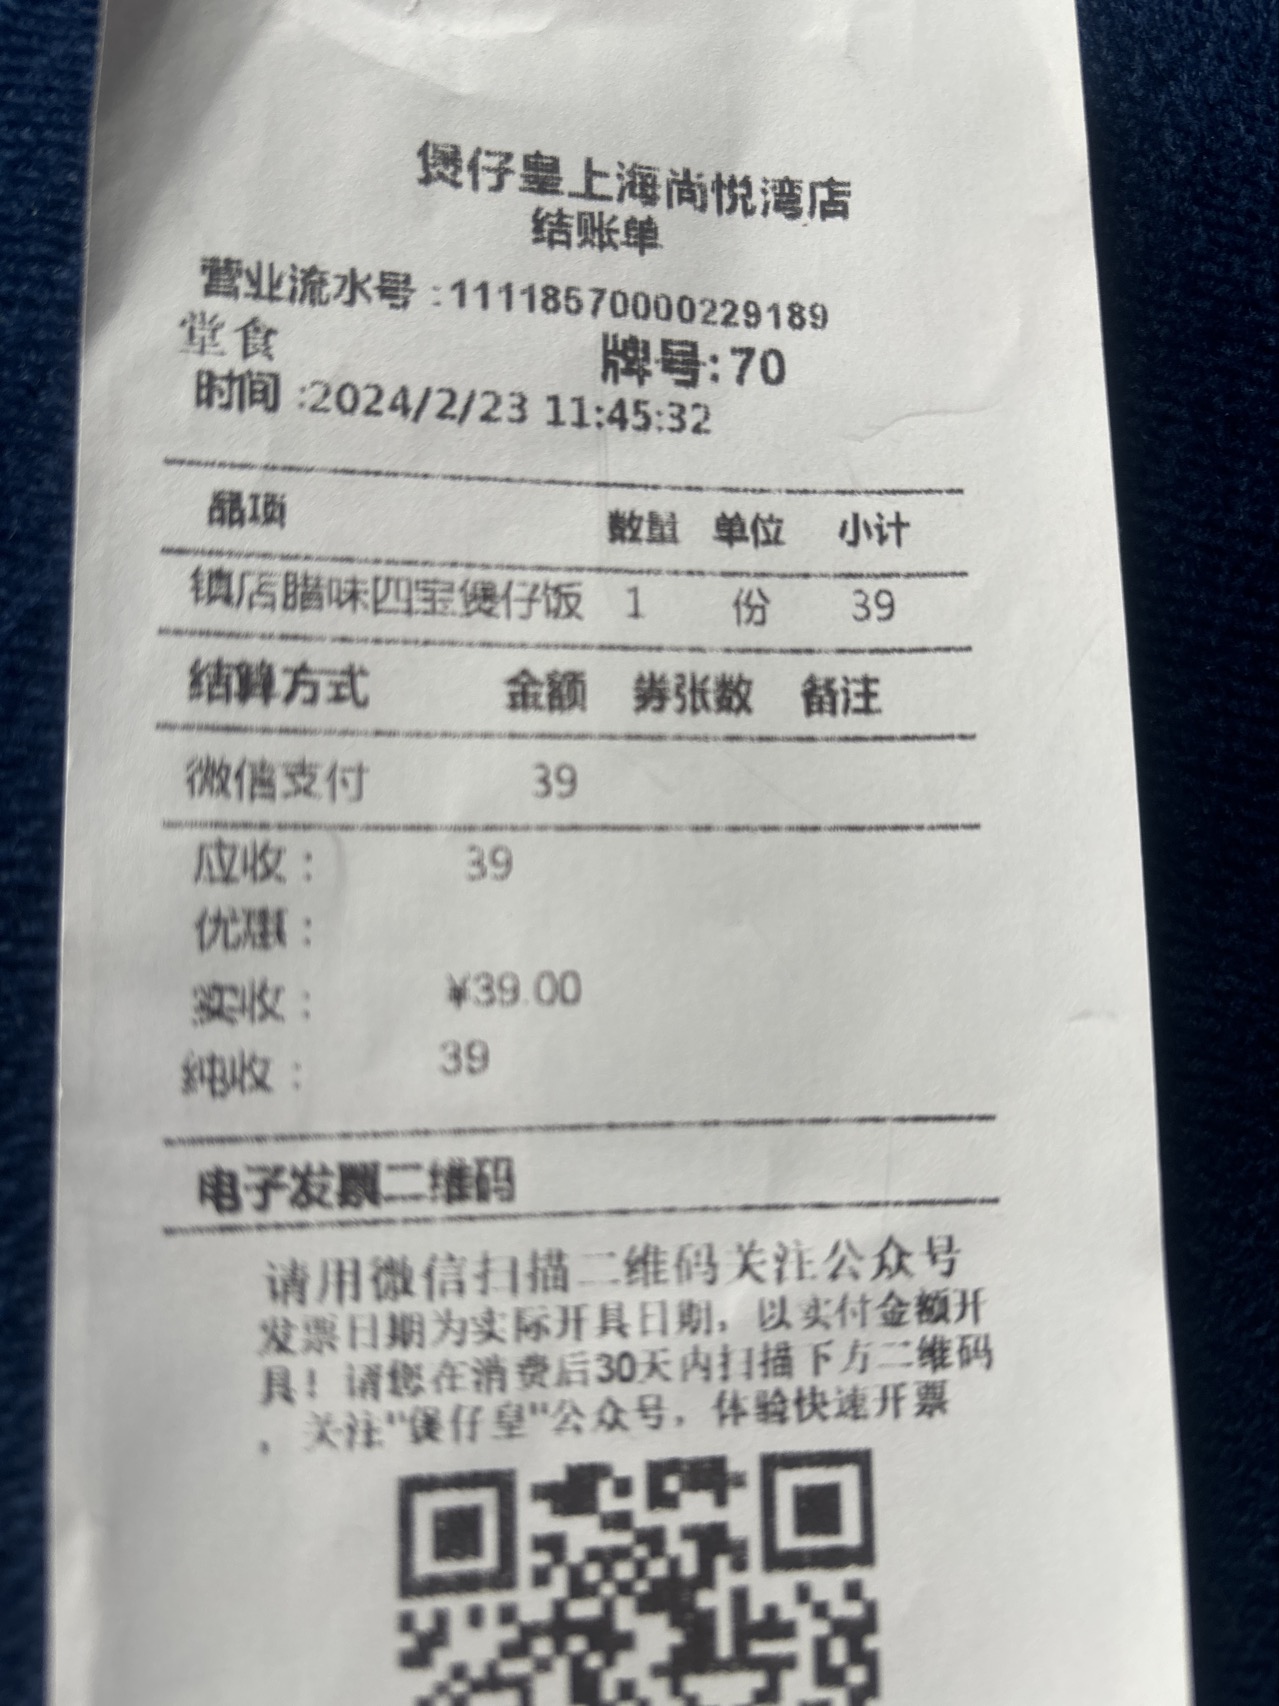 煲仔皇上海尚悦湾店
结账单
营业流水号:11118570000229189
堂食 牌号:70
时间:2024/2/23 11:45:32
品项 数量 单位 小计
镇店腊味四宝煲仔饭 1 份 39
结算方式 金额 券张数 备注
微信支付 39
应收: 39
优惠:
实收: ¥39.00
纯收: 39
电子发票二维码
请用微信扫描二维码关注公众号
发票日期为实际开具日期，以实付金额开
具！请您在消费后30天内扫描下方二维码
，关注"煲仔皇"公众号，体验快速开票